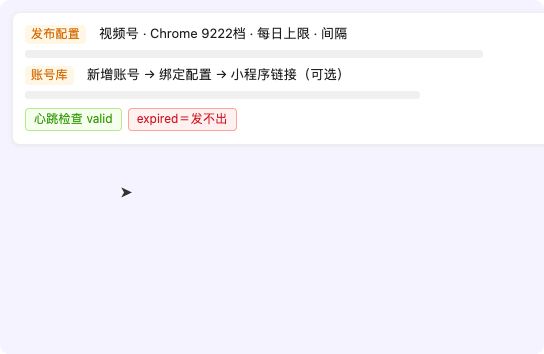 发布配置 视频号 · Chrome 9222档 · 每日上限 · 间隔
账号库 新增账号 → 绑定配置 → 小程序链接（可选）
心跳检查 valid expired＝发不出